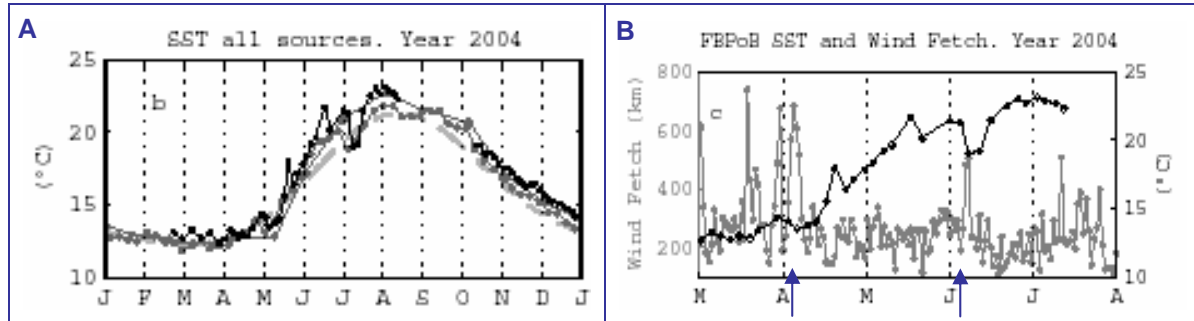 A
SST all sources. Year 2004
25
20
15
10
(°C)
b
J F M A M J J A S O N D J
B
FBPoB SST and Wind Fetch. Year 2004
800
600
400
200
Wind Fetch (km)
c
25
20
15
10
(°C)
M A M J J A